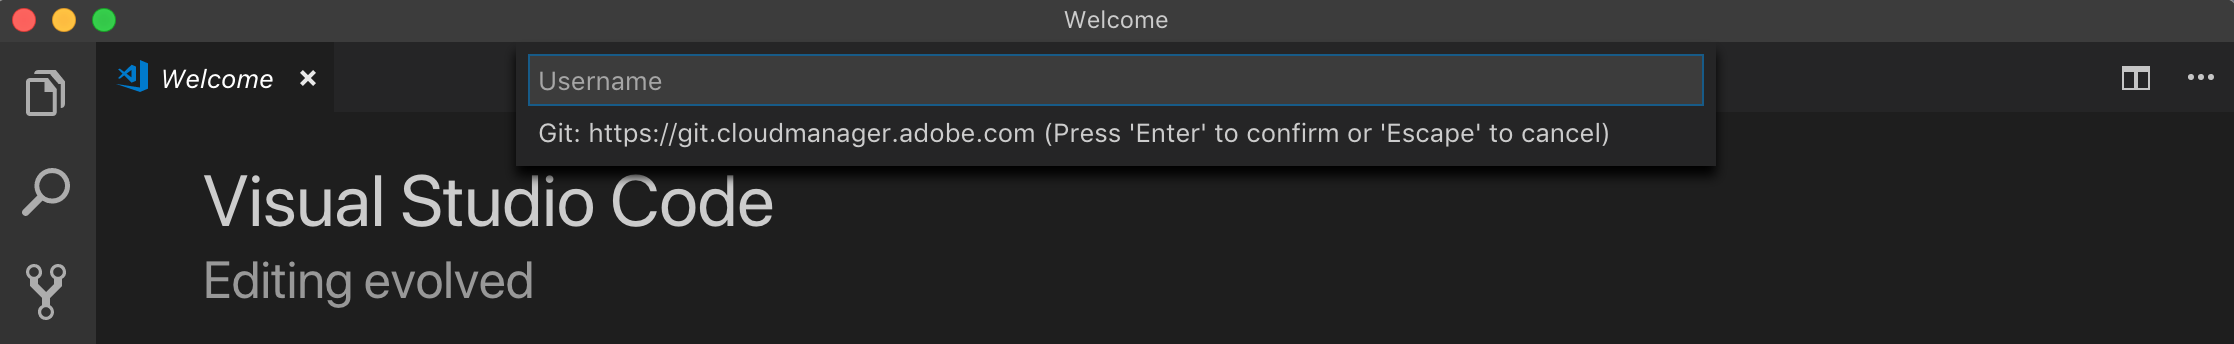 Welcome
Welcome
Username
Git: https://git.cloudmanager.adobe.com (Press 'Enter' to confirm or 'Escape' to cancel)
Visual Studio Code
Editing evolved